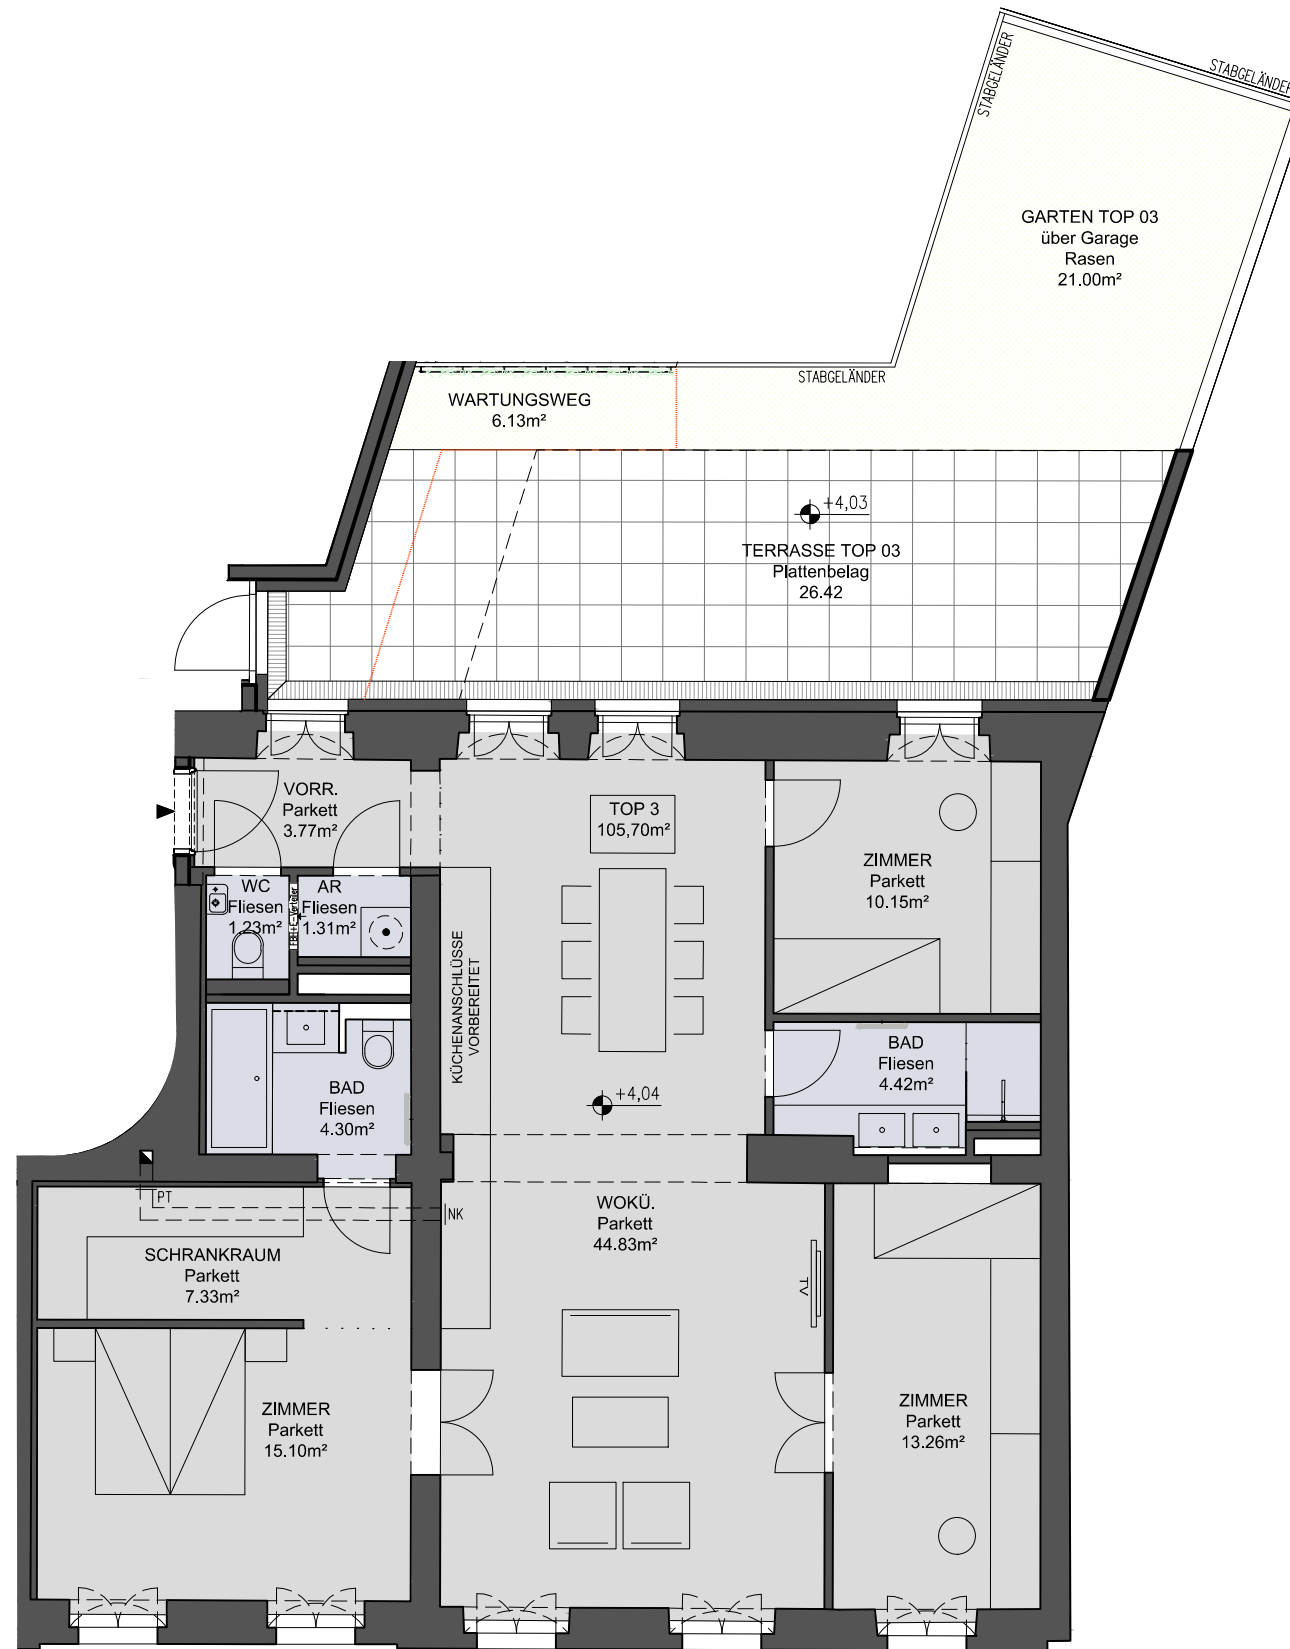 STABGELÄNDER
STABGELÄNDER
GARTEN TOP 03
über Garage
Rasen
21.00m²
STABGELÄNDER
WARTUNGSWEG
6.13m²
+4,03
TERRASSE TOP 03
Plattenbelag
26.42
VORR.
Parkett
3.77m²
TOP 3
105,70m²
ZIMMER
Parkett
10.15m²
WC
Fliesen
1.23m²
AR
Fliesen
1.31m²
KÜCHENANSCHLÜSSE
VORBEREITET
BAD
Fliesen
4.42m²
BAD
Fliesen
4.30m²
+4,04
PT
NK
WOKÜ.
Parkett
44.83m²
SCHRANKRAUM
Parkett
7.33m²
TV
ZIMMER
Parkett
15.10m²
ZIMMER
Parkett
13.26m²